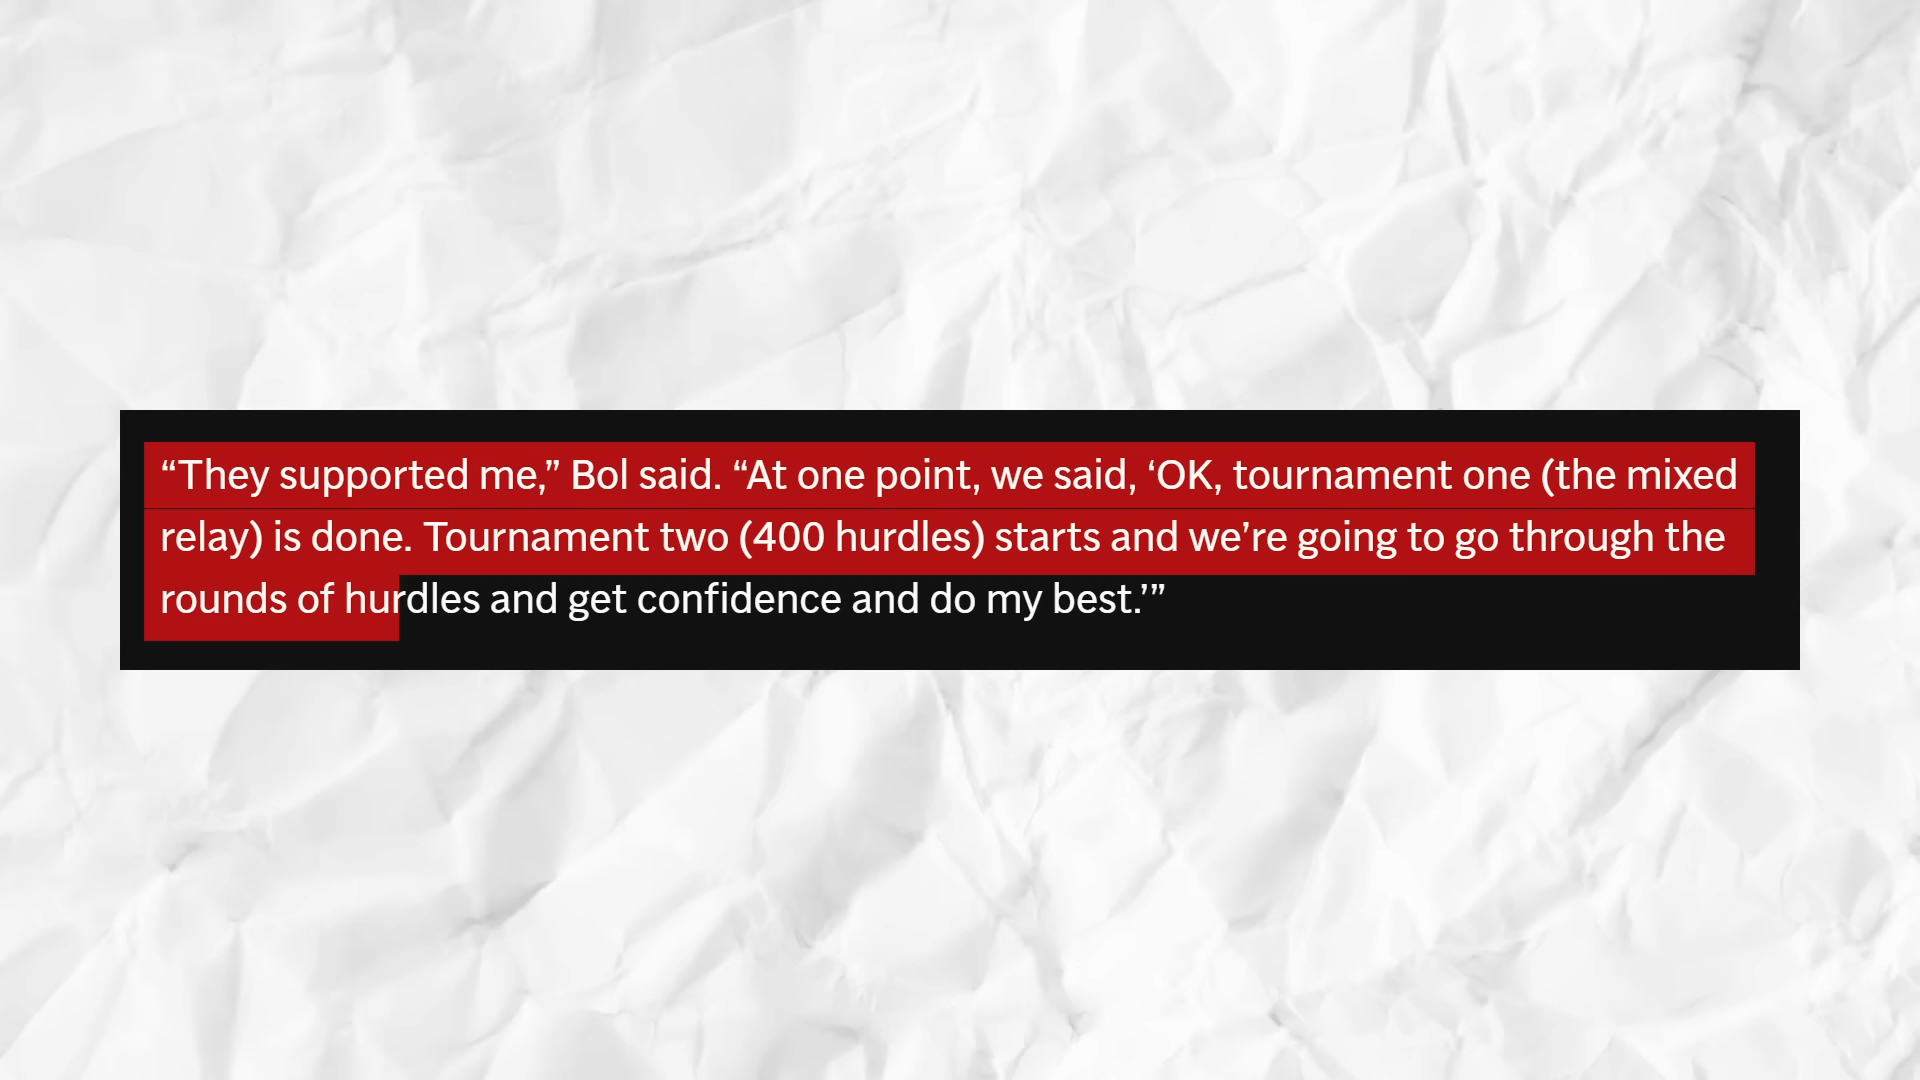 “They supported me,” Bol said. “At one point, we said, ‘OK, tournament one (the mixed
relay) is done. Tournament two (400 hurdles) starts and we’re going to go through the
rounds of hurdles and get confidence and do my best.’”